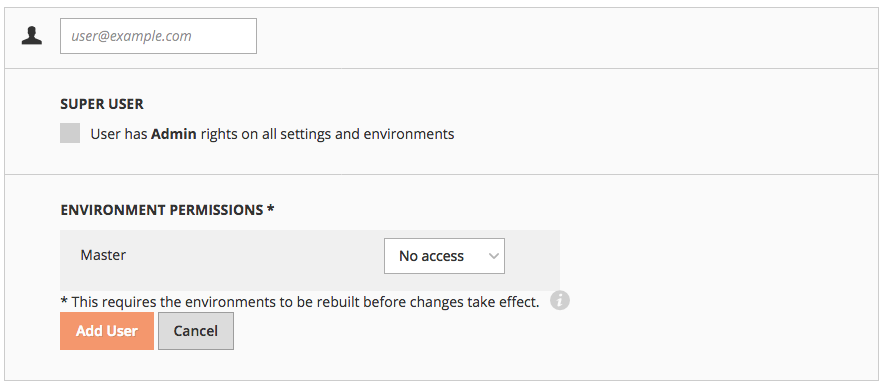 user@example.com
SUPER USER
User has Admin rights on all settings and environments
ENVIRONMENT PERMISSIONS *
Master No access
* This requires the environments to be rebuilt before changes take effect. i
Add User Cancel